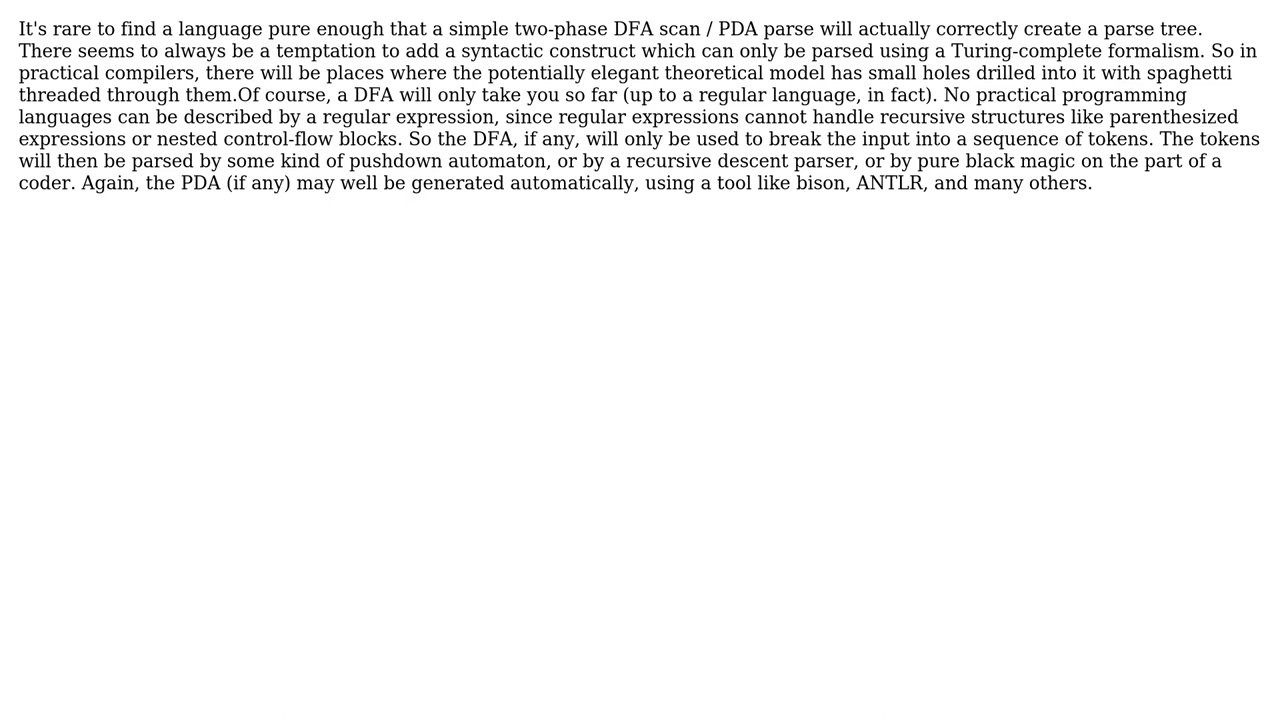 It's rare to find a language pure enough that a simple two-phase DFA scan / PDA parse will actually correctly create a parse tree.
There seems to always be a temptation to add a syntactic construct which can only be parsed using a Turing-complete formalism. So in
practical compilers, there will be places where the potentially elegant theoretical model has small holes drilled into it with spaghetti
threaded through them.Of course, a DFA will only take you so far (up to a regular language, in fact). No practical programming
languages can be described by a regular expression, since regular expressions cannot handle recursive structures like parenthesized
expressions or nested control-flow blocks. So the DFA, if any, will only be used to break the input into a sequence of tokens. The tokens
will then be parsed by some kind of pushdown automaton, or by a recursive descent parser, or by pure black magic on the part of a
coder. Again, the PDA (if any) may well be generated automatically, using a tool like bison, ANTLR, and many others.